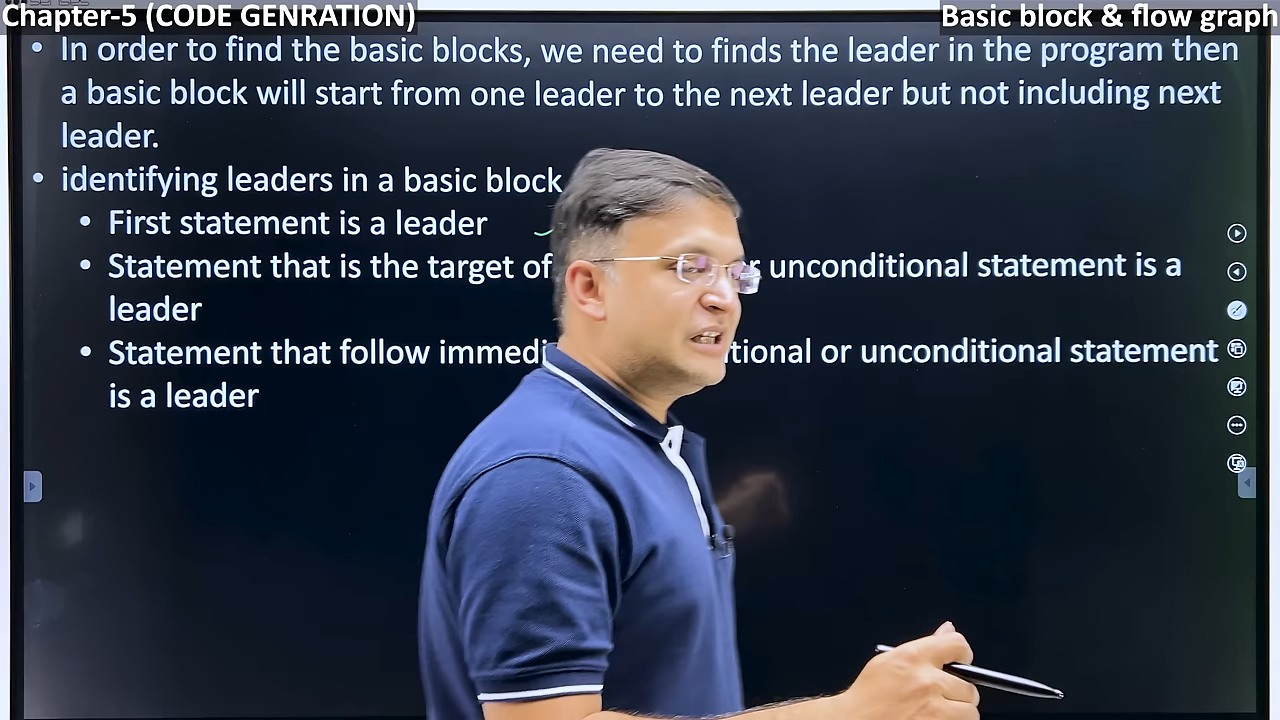 Chapter-5 (CODE GENRATION)
Basic block & flow graph
• In order to find the basic blocks, we need to finds the leader in the program then
a basic block will start from one leader to the next leader but not including next
leader.
• identifying leaders in a basic block
• First statement is a leader
• Statement that is the target of unconditional statement is a
leader
• Statement that follow unconditional statement
is a leader